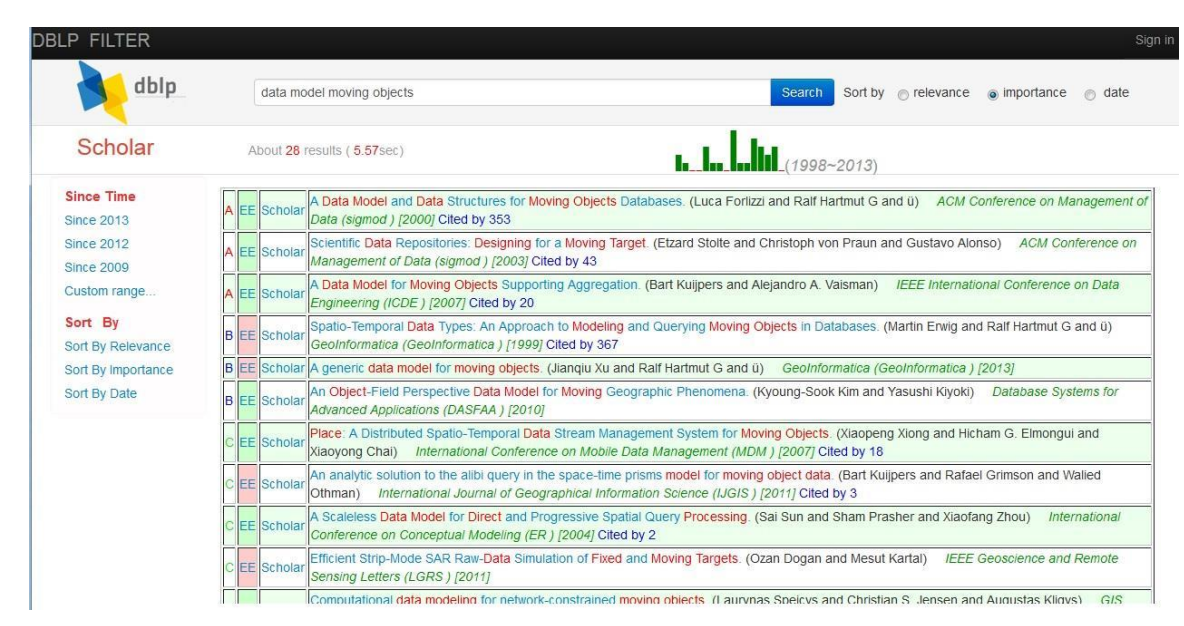 DBLP FILTER
Sign in
dblp
data model moving objects
Search Sort by relevance importance date
Scholar
About 28 results ( 5.57sec)
(1998~2013)
Since Time
Since 2013
Since 2012
Since 2009
Custom range...
Sort By
Sort By Relevance
Sort By Importance
Sort By Date
A EE Scholar A Data Model and Data Structures for Moving Objects Databases. (Luca Forlizzi and Ralf Hartmut G and ü) ACM Conference on Management of
Data (sigmod ) [2000] Cited by 353
A EE Scholar Scientific Data Repositories: Designing for a Moving Target. (Etzard Stolte and Christoph von Praun and Gustavo Alonso) ACM Conference on
Management of Data (sigmod ) [2003] Cited by 43
A EE Scholar A Data Model for Moving Objects Supporting Aggregation. (Bart Kuijpers and Alejandro A. Vaisman) IEEE International Conference on Data
Engineering (ICDE ) [2007] Cited by 20
B EE Scholar Spatio-Temporal Data Types: An Approach to Modeling and Querying Moving Objects in Databases. (Martin Erwig and Ralf Hartmut G and ü)
GeoInformatica (GeoInformatica ) [1999] Cited by 367
B EE Scholar A generic data model for moving objects. (Jianqiu Xu and Ralf Hartmut G and ü) GeoInformatica (GeoInformatica ) [2013]
B EE Scholar An Object-Field Perspective Data Model for Moving Geographic Phenomena. (Kyoung-Sook Kim and Yasushi Kiyoki) Database Systems for
Advanced Applications (DASFAA ) [2010]
C EE Scholar Place: A Distributed Spatio-Temporal Data Stream Management System for Moving Objects. (Xiaopeng Xiong and Hicham G. Elmongui and
Xiaoyong Chai) International Conference on Mobile Data Management (MDM ) [2007] Cited by 18
C EE Scholar An analytic solution to the alibi query in the space-time prisms model for moving object data. (Bart Kuijpers and Rafael Grimson and Walied
Othman) International Journal of Geographical Information Science (IJGIS ) [2011] Cited by 3
C EE Scholar A Scaleless Data Model for Direct and Progressive Spatial Query Processing. (Sai Sun and Sham Prasher and Xiaofang Zhou) International
Conference on Conceptual Modeling (ER ) [2004] Cited by 2
C EE Scholar Efficient Strip-Mode SAR Raw-Data Simulation of Fixed and Moving Targets. (Ozan Dogan and Mesut Kartal) IEEE Geoscience and Remote
Sensing Letters (LGRS ) [2011]
Computational data modeling for network-constrained moving objects. (Laurynas Speicys and Christian S. Jensen and Augustas Kligys) GIS